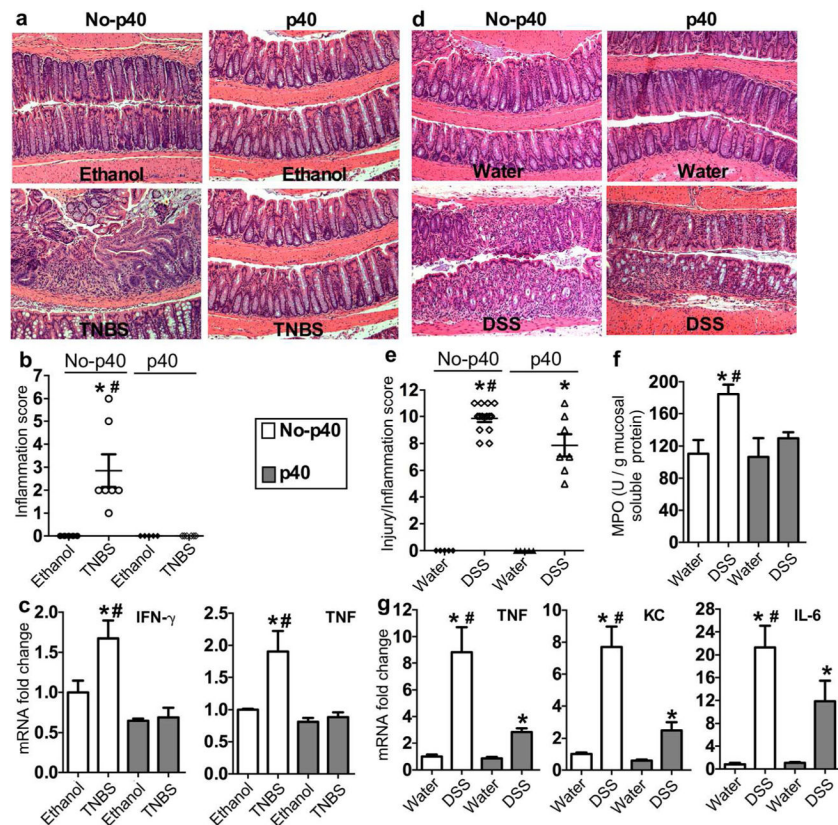 a
No-p40
p40
d
No-p40
p40
Ethanol
Ethanol
Water
Water
TNBS
TNBS
DSS
DSS
b
No-p40
p40
Inflammation score
6
5
4
3
2
1
0
* #
Ethanol
TNBS
Ethanol
TNBS
No-p40
p40
e
No-p40
p40
Injury/Inflammation score
12
10
8
6
4
2
0
*#
*
Water
DSS
Water
DSS
f
MPO (U / g mucosal
soluble protein)
200
160
120
80
40
0
* #
Water
DSS
Water
DSS
c
mRNA fold change
IFN-γ
2.0
1.5
1.0
0.5
0.0
*#
Ethanol
TNBS
Ethanol
TNBS
TNF
2.5
2.0
1.5
1.0
0.5
0.0
*#
Ethanol
TNBS
Ethanol
TNBS
g
mRNA fold change
TNF
12
10
8
6
4
2
0
* #
*
Water
DSS
Water
DSS
KC
10
8
6
4
2
0
* #
*
Water
DSS
Water
DSS
IL-6
28
24
20
16
12
8
4
0
* #
*
Water
DSS
Water
DSS